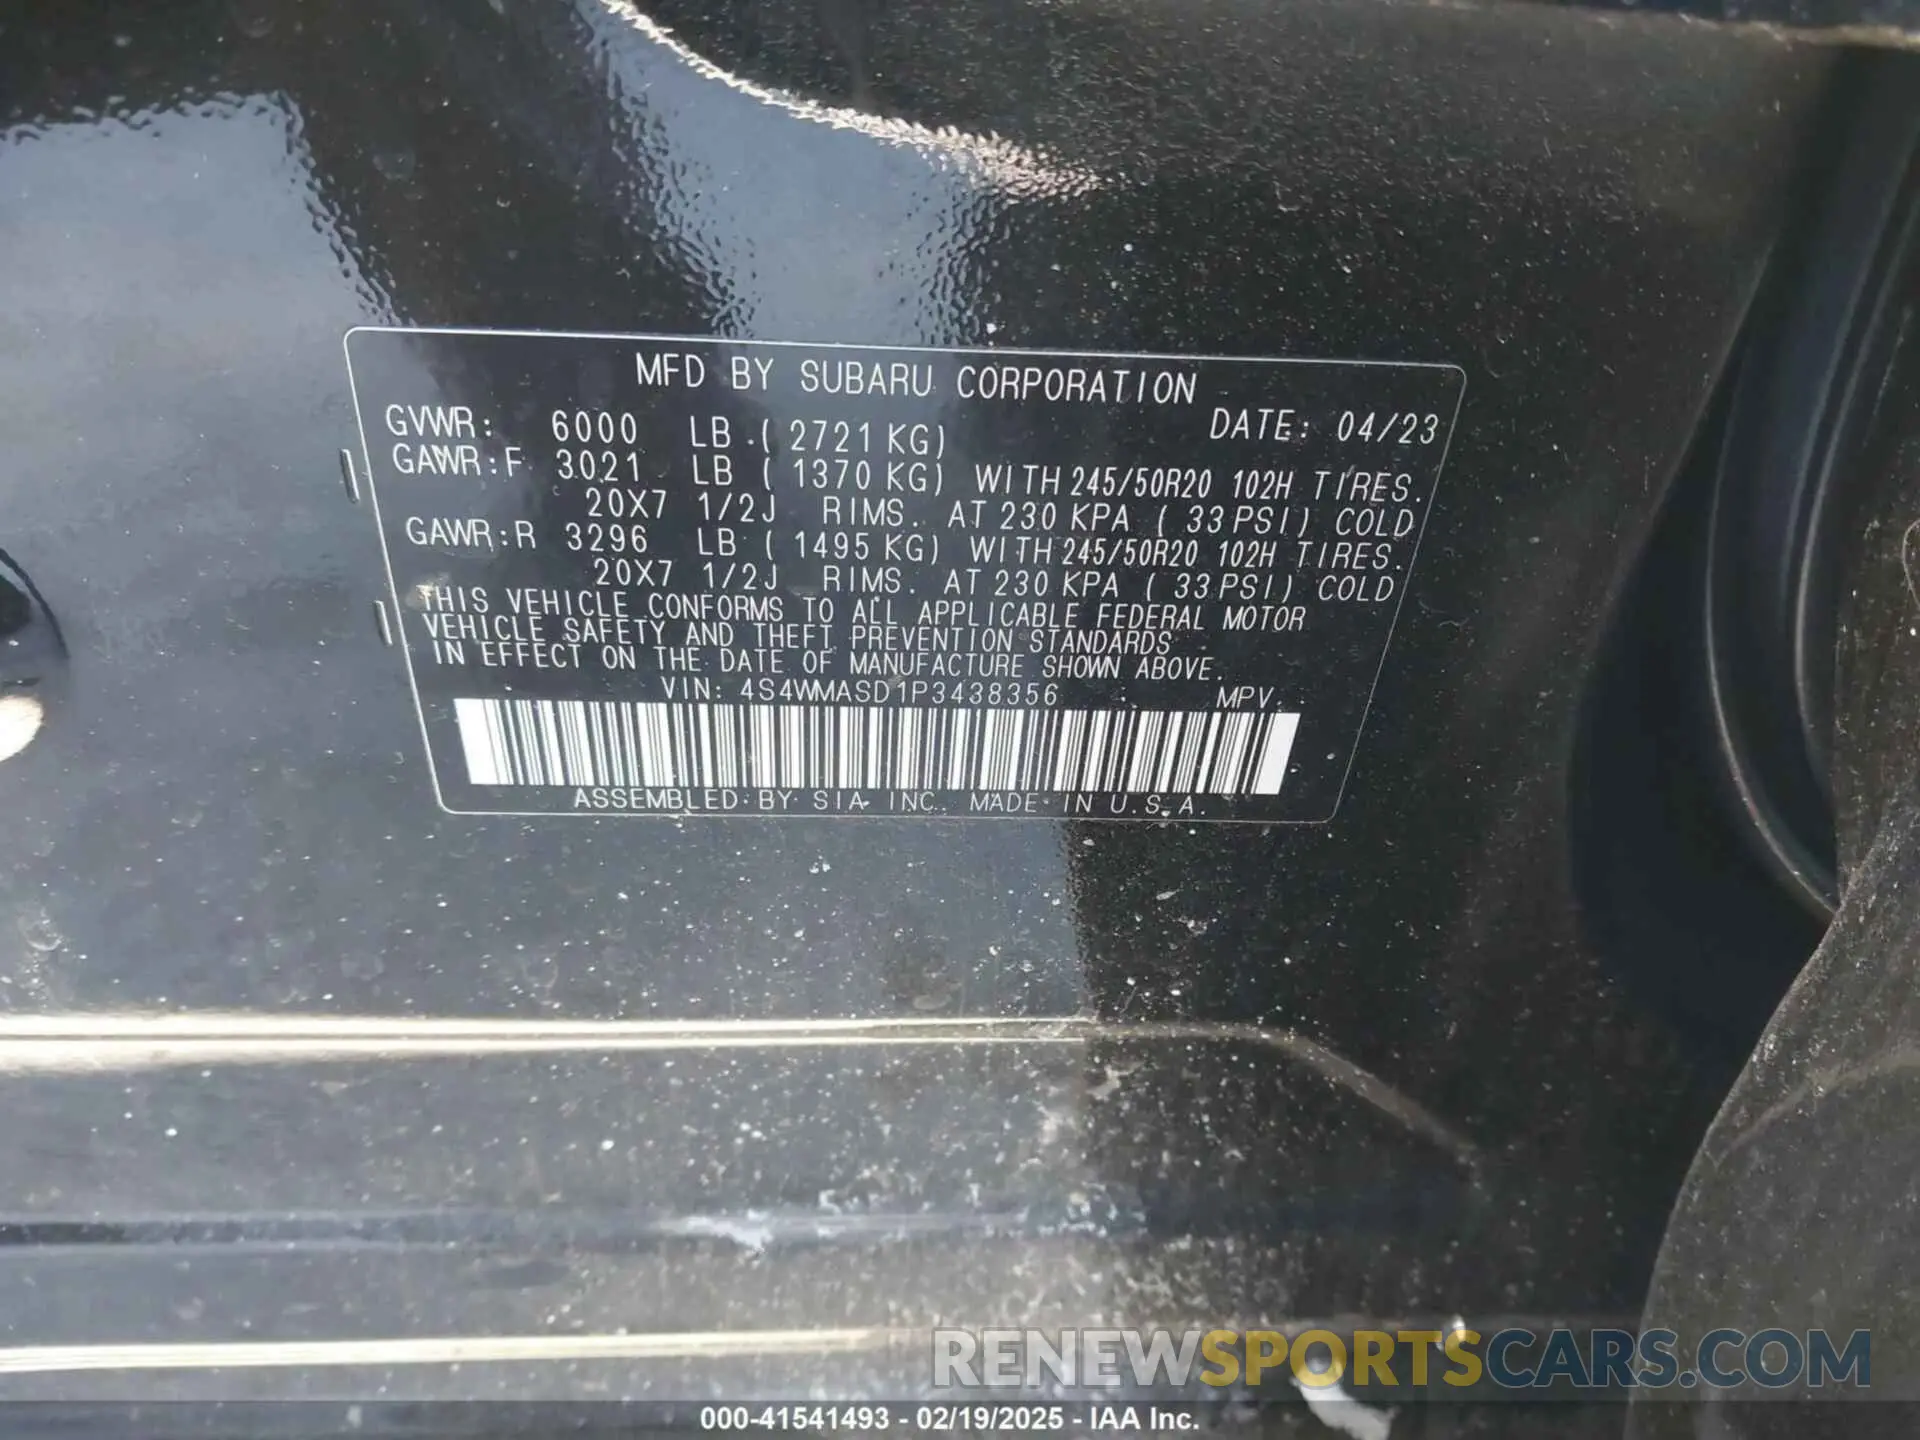 MFD BY SUBARU CORPORATION
DATE: 04/23
GVWR: 6000 LB ( 2721 KG)
GAWR:F 3021 LB ( 1370 KG) WITH 245/50R20 102H TIRES.
20X7 1/2J RIMS. AT 230 KPA ( 33 PSI) COLD
GAWR:R 3296 LB ( 1495 KG) WITH 245/50R20 102H TIRES.
20X7 1/2J RIMS. AT 230 KPA ( 33 PSI) COLD
THIS VEHICLE CONFORMS TO ALL APPLICABLE FEDERAL MOTOR
VEHICLE SAFETY AND THEFT PREVENTION STANDARDS
IN EFFECT ON THE DATE OF MANUFACTURE SHOWN ABOVE.
VIN: 4S4WMASD1P3438356 MPV
ASSEMBLED BY SIA INC. MADE IN U.S.A.
RENEWSPORTSCARS.COM
000-41541493 - 02/19/2025 - IAA Inc.